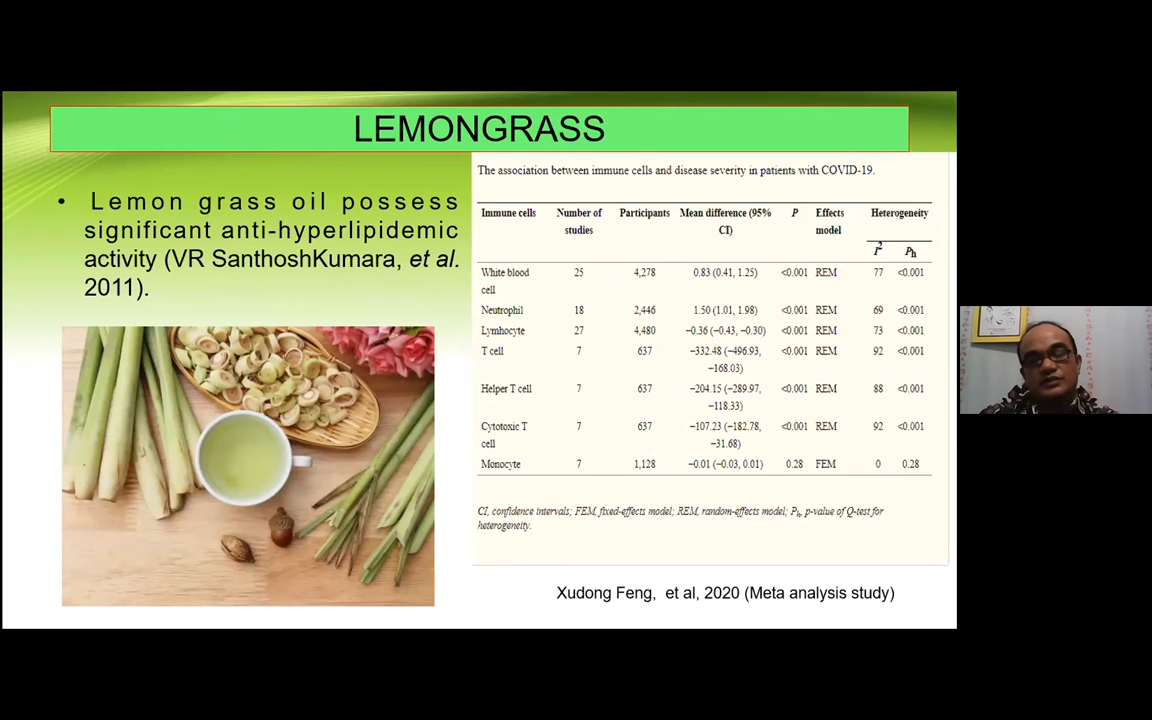 LEMONGRASS
• Lemon grass oil possess
significant anti-hyperlipidemic
activity (VR SanthoshKumara, et al.
2011).
The association between immune cells and disease severity in patients with COVID-19.
Immune cells Number of studies Participants Mean difference (95% CI) P Effects model Heterogeneity
I² Pₕ
White blood cell 25 4,278 0.83 (0.41, 1.25) <0.001 REM 77 <0.001
Neutrophil 18 2,446 1.50 (1.01, 1.98) <0.001 REM 69 <0.001
Lymhocyte 27 4,480 −0.36 (−0.43, −0.30) <0.001 REM 73 <0.001
T cell 7 637 −332.48 (−496.93, −168.03) <0.001 REM 92 <0.001
Helper T cell 7 637 −204.15 (−289.97, −118.33) <0.001 REM 88 <0.001
Cytotoxic T cell 7 637 −107.23 (−182.78, −31.68) <0.001 REM 92 <0.001
Monocyte 7 1,128 −0.01 (−0.03, 0.01) 0.28 FEM 0 0.28
CI, confidence intervals; FEM, fixed-effects model; REM, random-effects model; Pₕ, p-value of Q-test for
heterogeneity.
Xudong Feng, et al, 2020 (Meta analysis study)